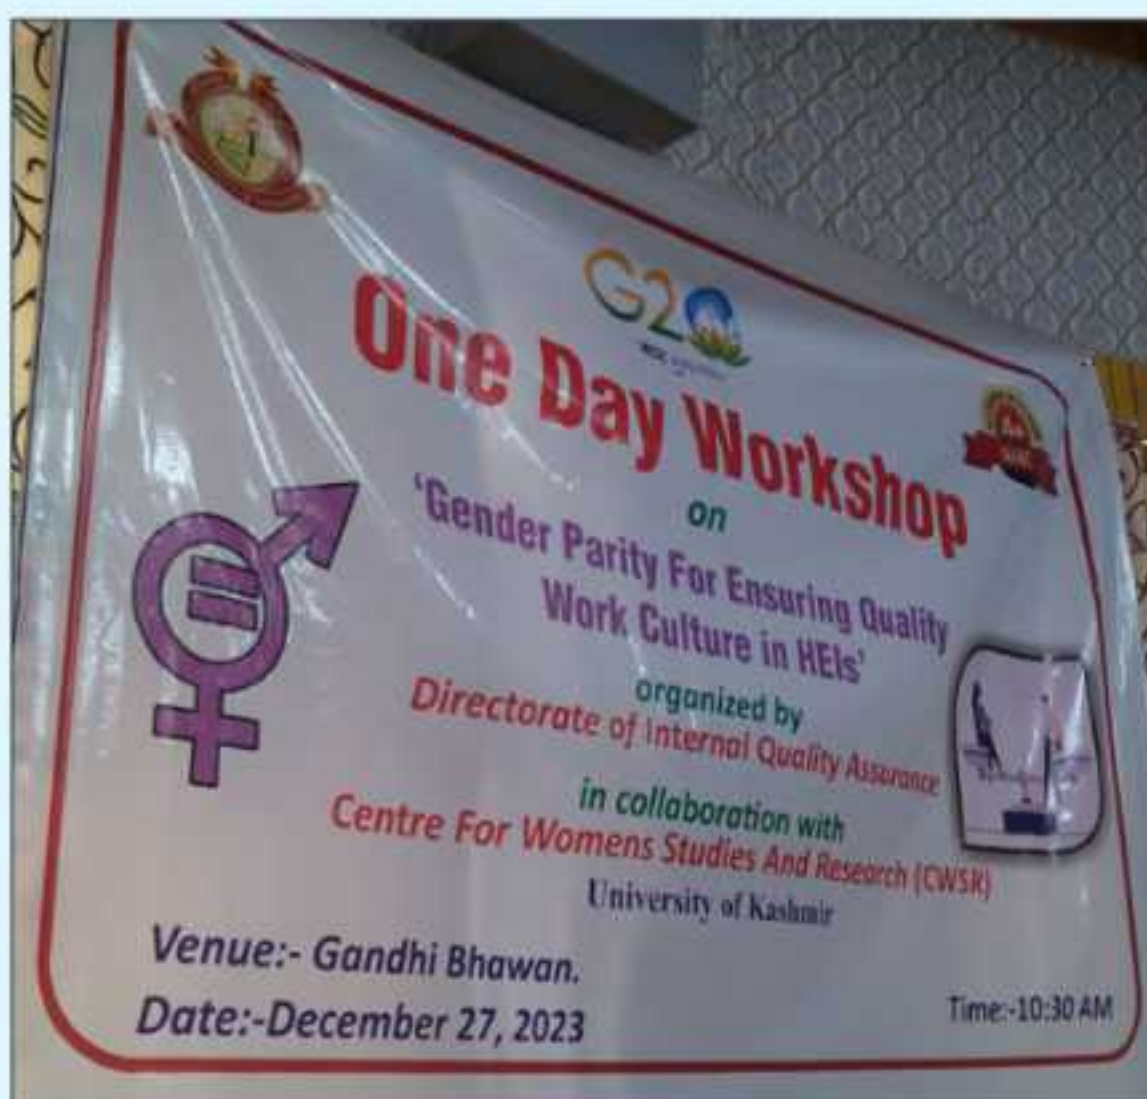 G20
One Day Workshop
on
'Gender Parity For Ensuring Quality
Work Culture in HEIs'
organized by
Directorate of Internal Quality Assurance
in collaboration with
Centre For Womens Studies And Research (CWSR)
University of Kashmir
Venue:- Gandhi Bhawan.
Date:-December 27, 2023
Time:-10:30 AM